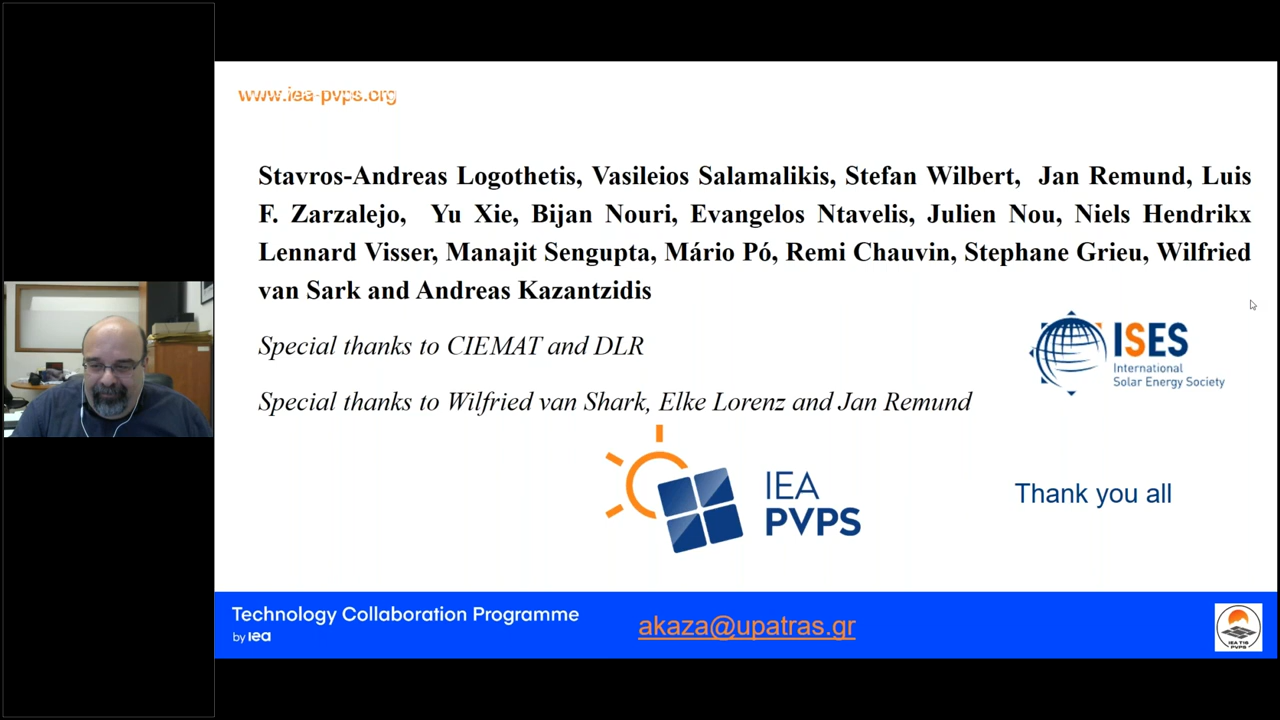 www.iea-pvps.org
Stavros-Andreas Logothetis, Vasileios Salamalikis, Stefan Wilbert, Jan Remund, Luis
F. Zarzalejo, Yu Xie, Bijan Nouri, Evangelos Ntavelis, Julien Nou, Niels Hendrikx
Lennard Visser, Manajit Sengupta, Mário Pó, Remi Chauvin, Stephane Grieu, Wilfried
van Sark and Andreas Kazantzidis
Special thanks to CIEMAT and DLR
Special thanks to Wilfried van Shark, Elke Lorenz and Jan Remund
ISES
International
Solar Energy Society
IEA
PVPS
Thank you all
Technology Collaboration Programme
by iea
akaza@upatras.gr
IEA T16
PVPS